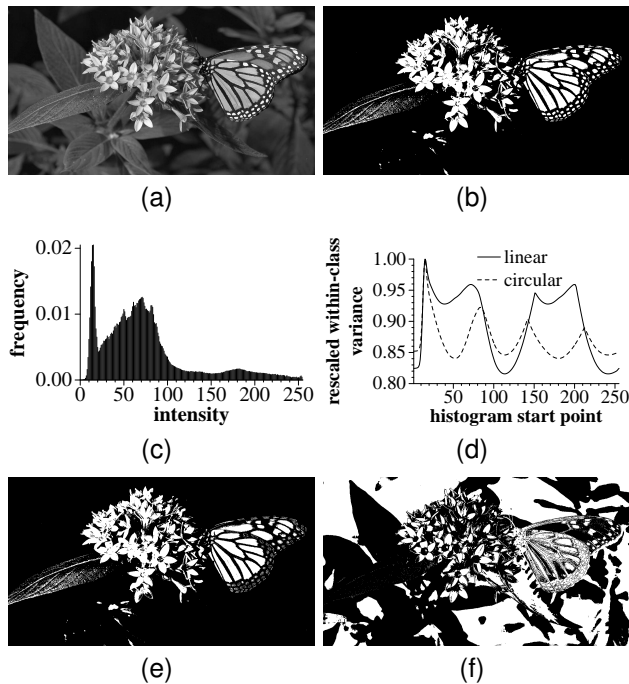 (a)
(b)
0.02
0.01
0.00
frequency
0 50 100 150 200 250
intensity
(c)
1.00
0.95
0.90
0.85
0.80
rescaled within-class
variance
linear
circular
50 100 150 200 250
histogram start point
(d)
(e)
(f)